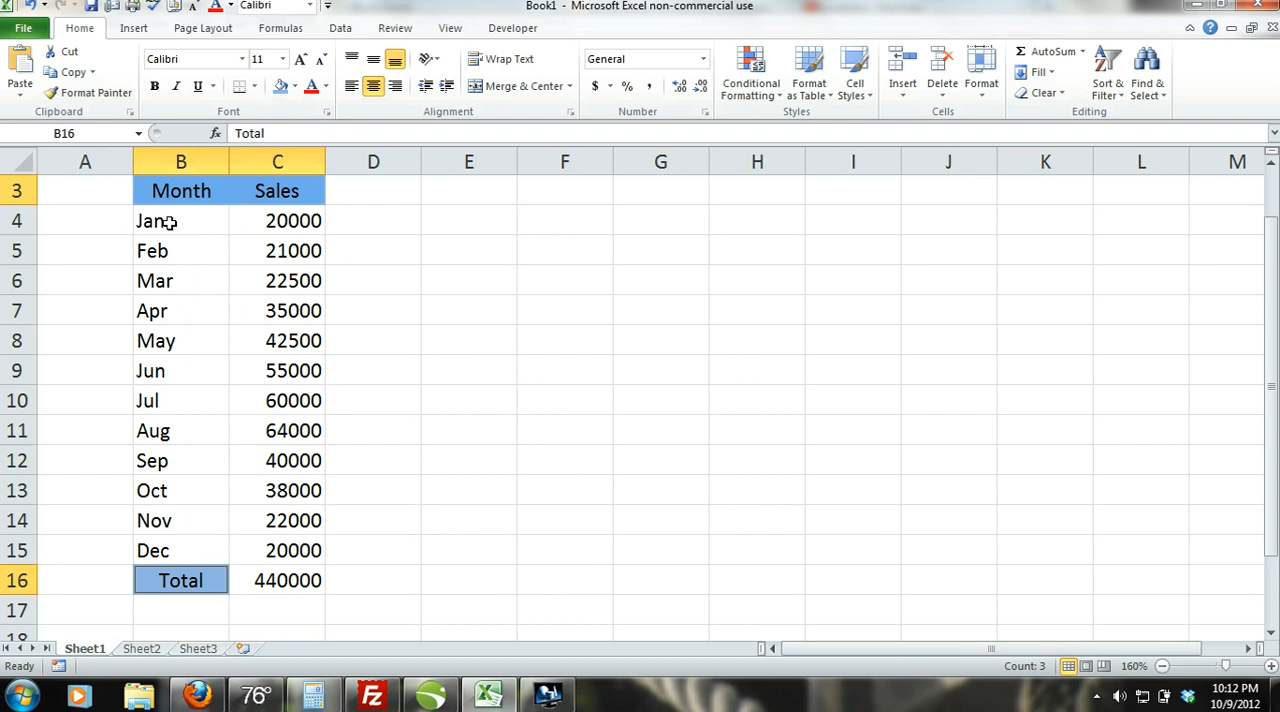 Calibri
Book1 - Microsoft Excel non-commercial use
File Home Insert Page Layout Formulas Data Review View Developer
Paste Cut Calibri 11 Wrap Text General Conditional Formatting Format as Table Cell Styles Insert Delete Format AutoSum Sort & Filter Find & Select
Copy Fill
Format Painter B I U A Merge & Center $ % , Clear
Clipboard Font Alignment Number Styles Cells Editing
B16 fx Total
A B C D E F G H I J K L M
3 Month Sales
4 Jan 20000
5 Feb 21000
6 Mar 22500
7 Apr 35000
8 May 42500
9 Jun 55000
10 Jul 60000
11 Aug 64000
12 Sep 40000
13 Oct 38000
14 Nov 22000
15 Dec 20000
16 Total 440000
17
18
Sheet1 Sheet2 Sheet3
Ready Count: 3 160%
76° 10:12 PM
10/9/2012